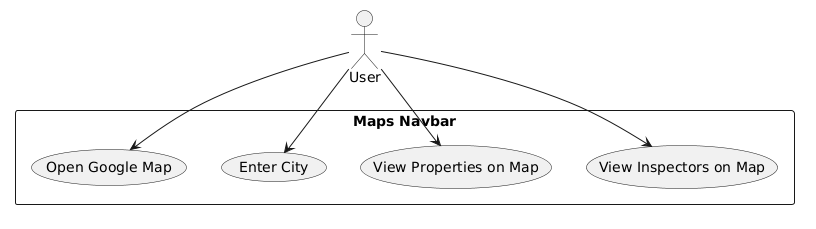 User
Maps Navbar
Open Google Map
Enter City
View Properties on Map
View Inspectors on Map